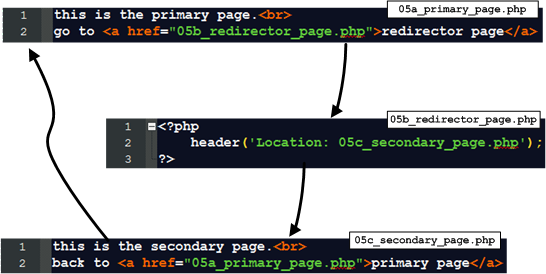 05a_primary_page.php
1 this is the primary page.<br>
2 go to <a href="05b_redirector_page.php">redirector page</a>
05b_redirector_page.php
1 <?php
2 header('Location: 05c_secondary_page.php');
3 ?>
05c_secondary_page.php
1 this is the secondary page.<br>
2 back to <a href="05a_primary_page.php">primary page</a>